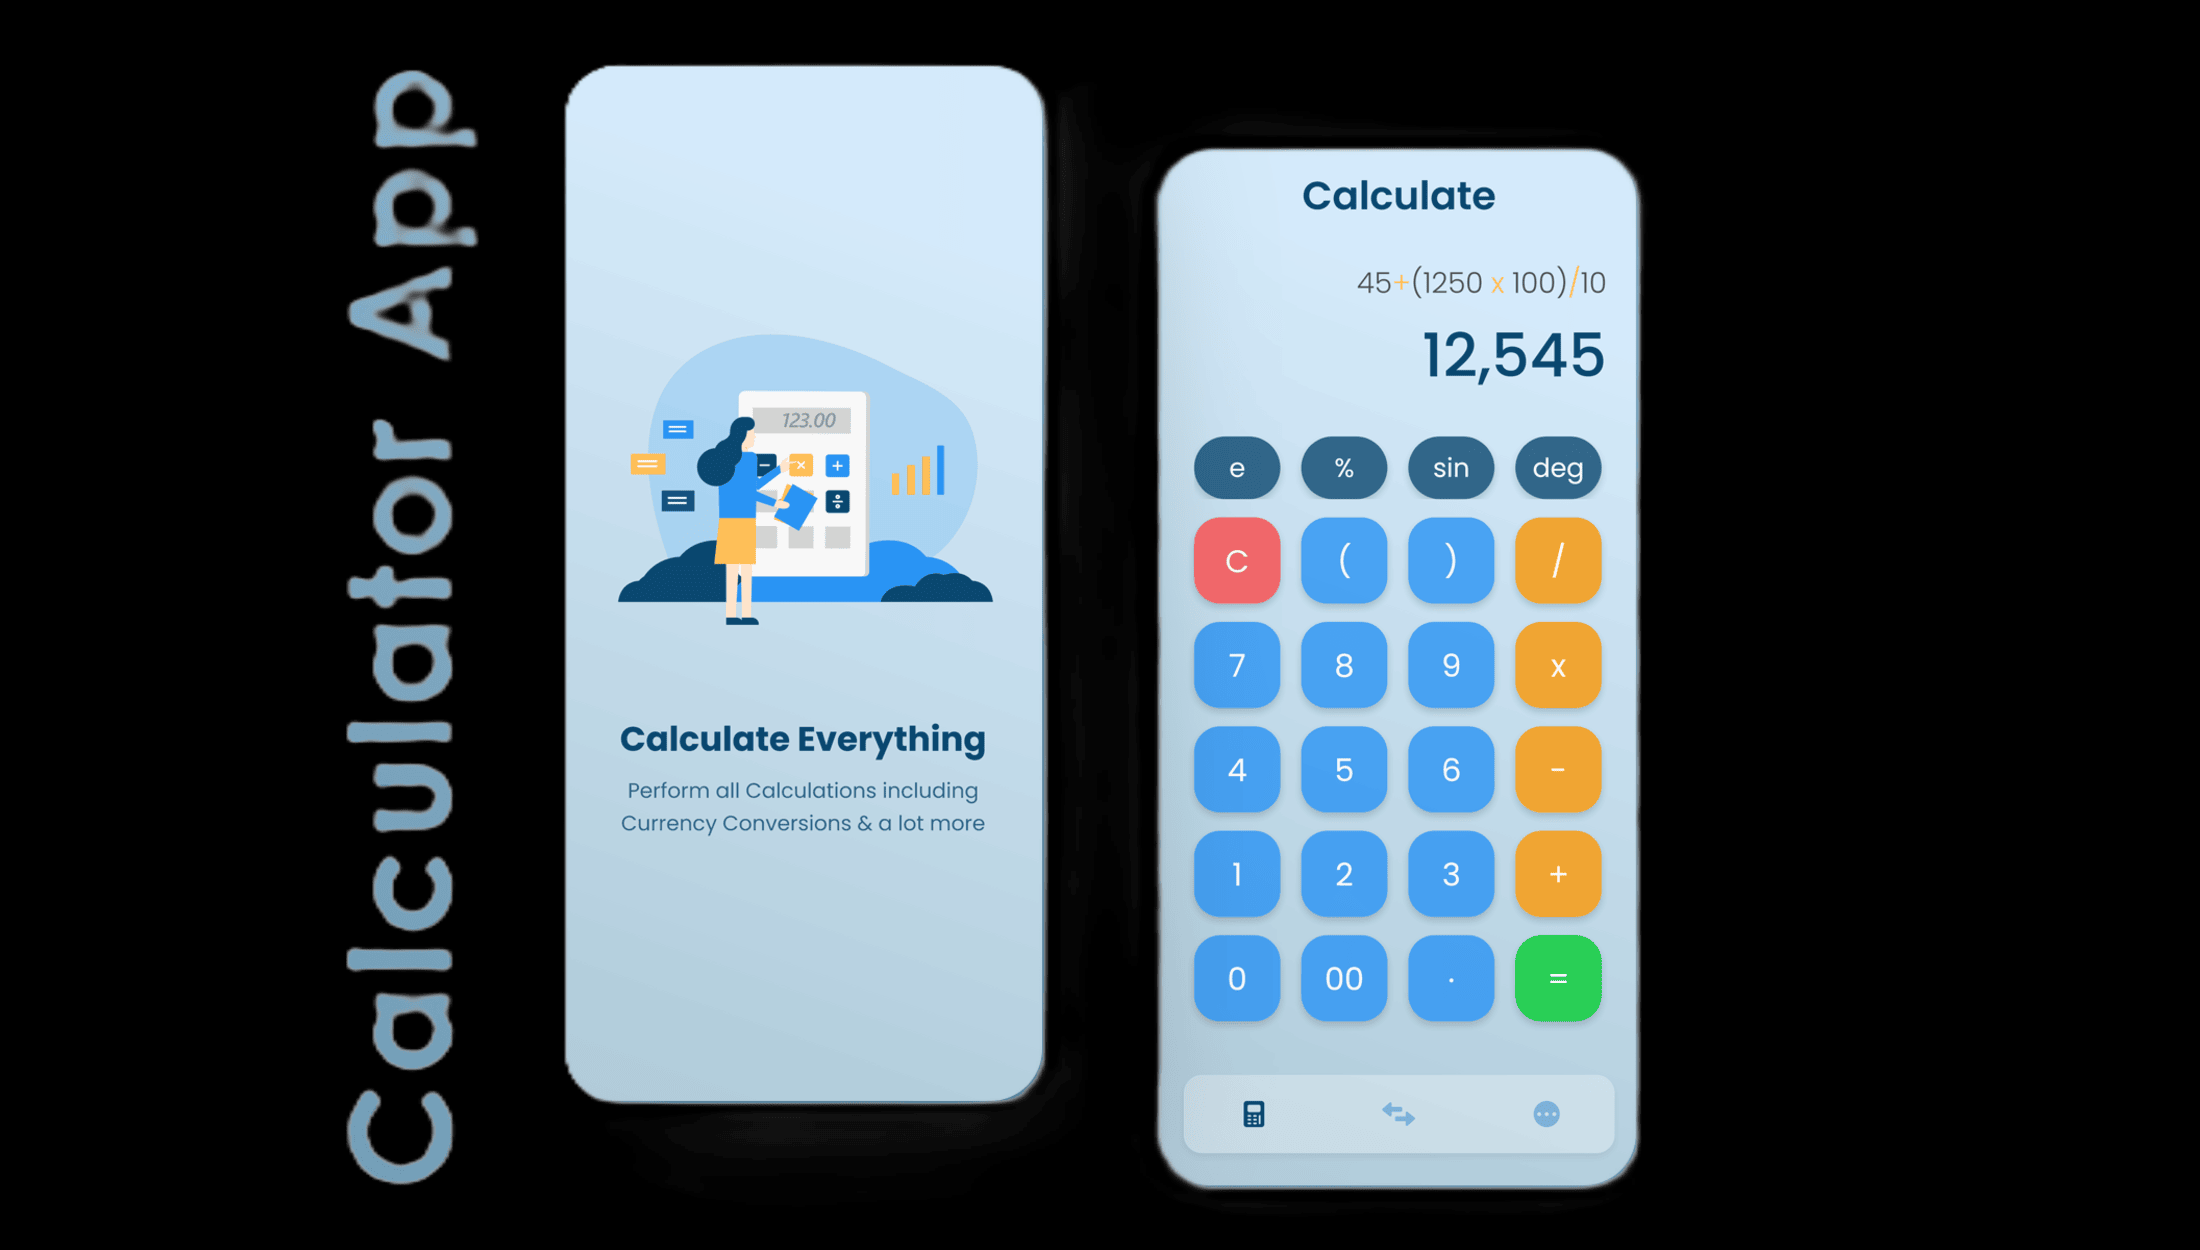 Calculator App
123.00
− × +
÷
Calculate Everything
Perform all Calculations including
Currency Conversions & a lot more
Calculate
45+(1250 x 100)/10
12,545
e % sin deg
C ( ) /
7 8 9 x
4 5 6 -
1 2 3 +
0 00 . =